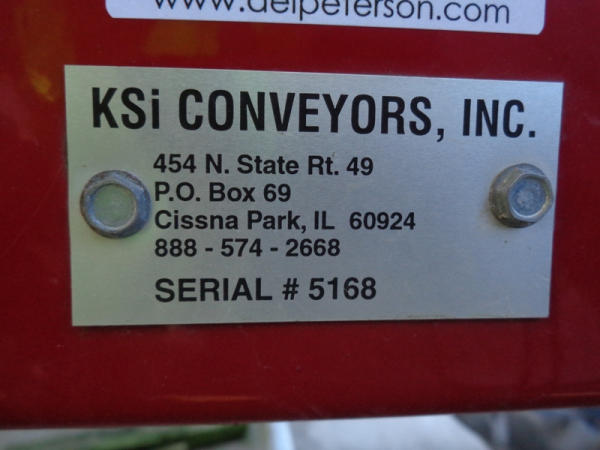 www.delpeterson.com
KSi CONVEYORS, INC.
454 N. State Rt. 49
P.O. Box 69
Cissna Park, IL 60924
888 - 574 - 2668
SERIAL # 5168